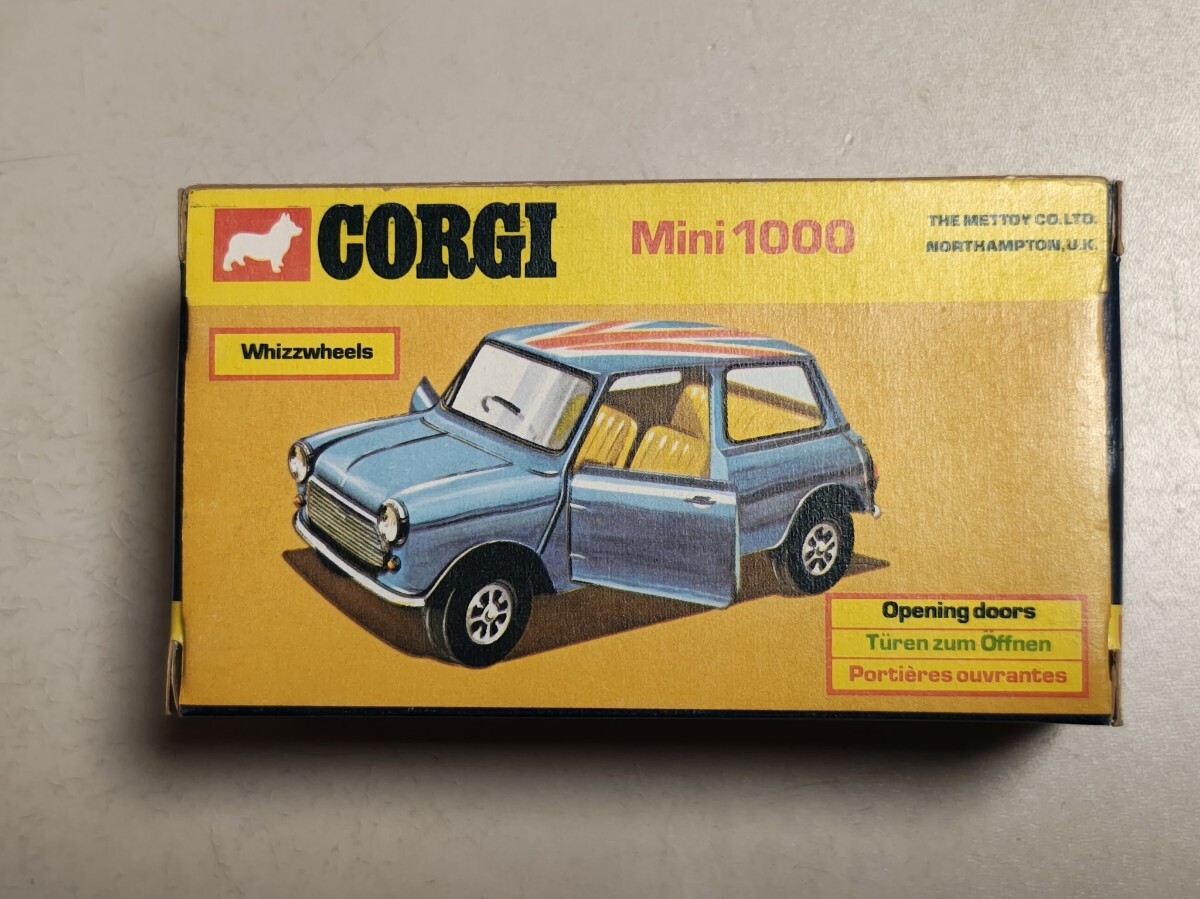 CORGI
Mini 1000
THE METTOY CO. LTD.
NORTHAMPTON, U.K.
Whizzwheels
Opening doors
Türen zum Öffnen
Portières ouvrantes